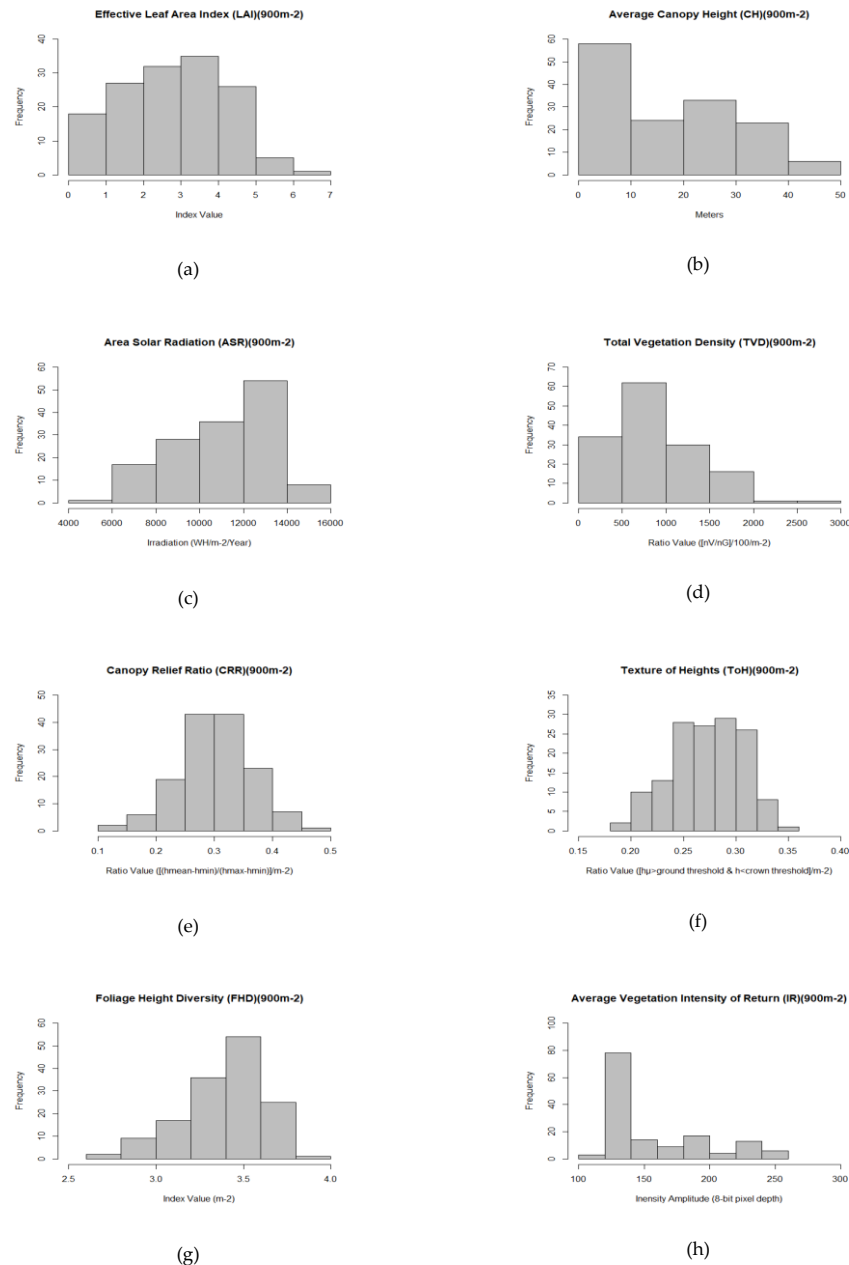 Effective Leaf Area Index (LAI)(900m-2)
Frequency
0 10 20 30 40
0 1 2 3 4 5 6 7
Index Value
(a)
Average Canopy Height (CH)(900m-2)
Frequency
0 10 20 30 40 50 60
0 10 20 30 40 50
Meters
(b)
Area Solar Radiation (ASR)(900m-2)
Frequency
0 10 20 30 40 50 60
4000 6000 8000 10000 12000 14000 16000
Irradiation (WH/m-2/Year)
(c)
Total Vegetation Density (TVD)(900m-2)
Frequency
0 10 20 30 40 50 60 70
0 500 1000 1500 2000 2500 3000
Ratio Value ([nV/nG]/100/m-2)
(d)
Canopy Relief Ratio (CRR)(900m-2)
Frequency
0 10 20 30 40 50
0.1 0.2 0.3 0.4 0.5
Ratio Value ([(hmean-hmin)/(hmax-hmin)]/m-2)
(e)
Texture of Heights (ToH)(900m-2)
Frequency
0 5 10 15 20 25 30 35
0.15 0.20 0.25 0.30 0.35 0.40
Ratio Value ([hµ>ground threshold & h<crown threshold]/m-2)
(f)
Foliage Height Diversity (FHD)(900m-2)
Frequency
0 10 20 30 40 50 60
2.5 3.0 3.5 4.0
Index Value (m-2)
(g)
Average Vegetation Intensity of Return (IR)(900m-2)
Frequency
0 20 40 60 80 100
100 150 200 250 300
Inensity Amplitude (8-bit pixel depth)
(h)